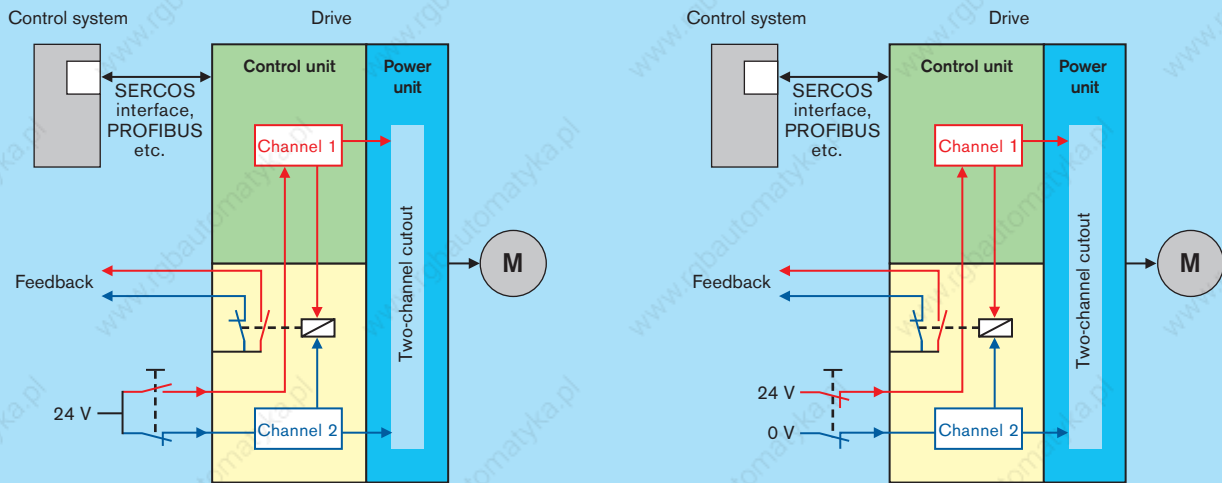 Control system
Drive
Control unit
Power
unit
SERCOS
interface,
PROFIBUS
etc.
Channel 1
Two-channel cutout
M
Feedback
24 V
Channel 2
Control system
Drive
Control unit
Power
unit
SERCOS
interface,
PROFIBUS
etc.
Channel 1
Two-channel cutout
M
Feedback
24 V
0 V
Channel 2
www.rgbautomatyka.pl